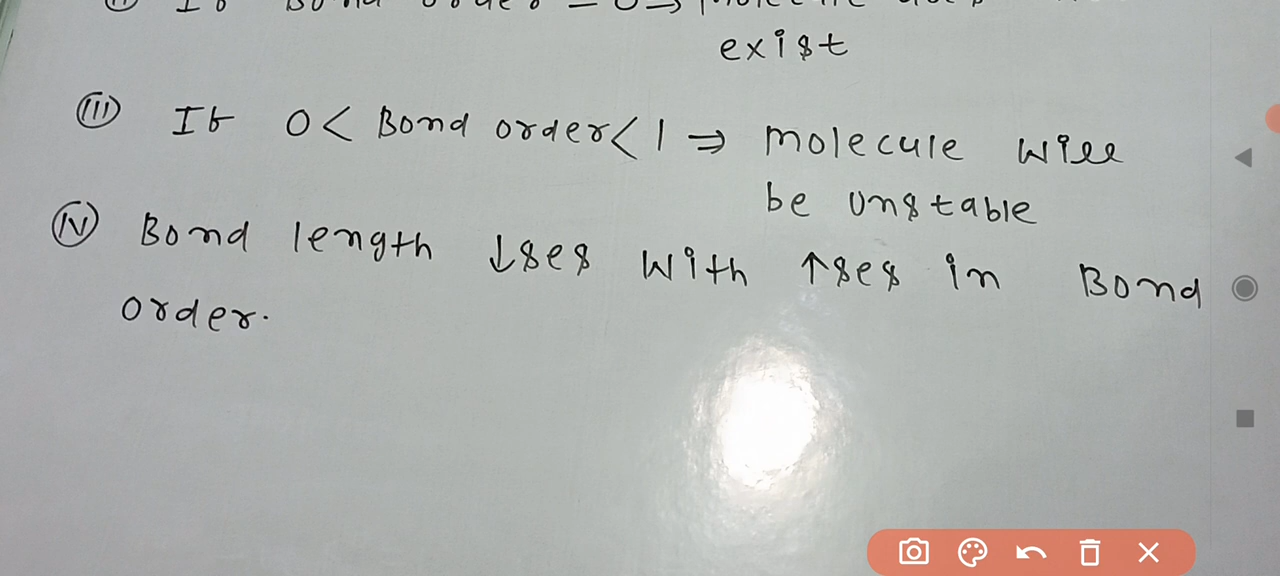 exist
(III) If 0 < Bond order < 1 ⇒ molecule will
be unstable
(IV) Bond length ↓ses with ↑ses in Bond
order.